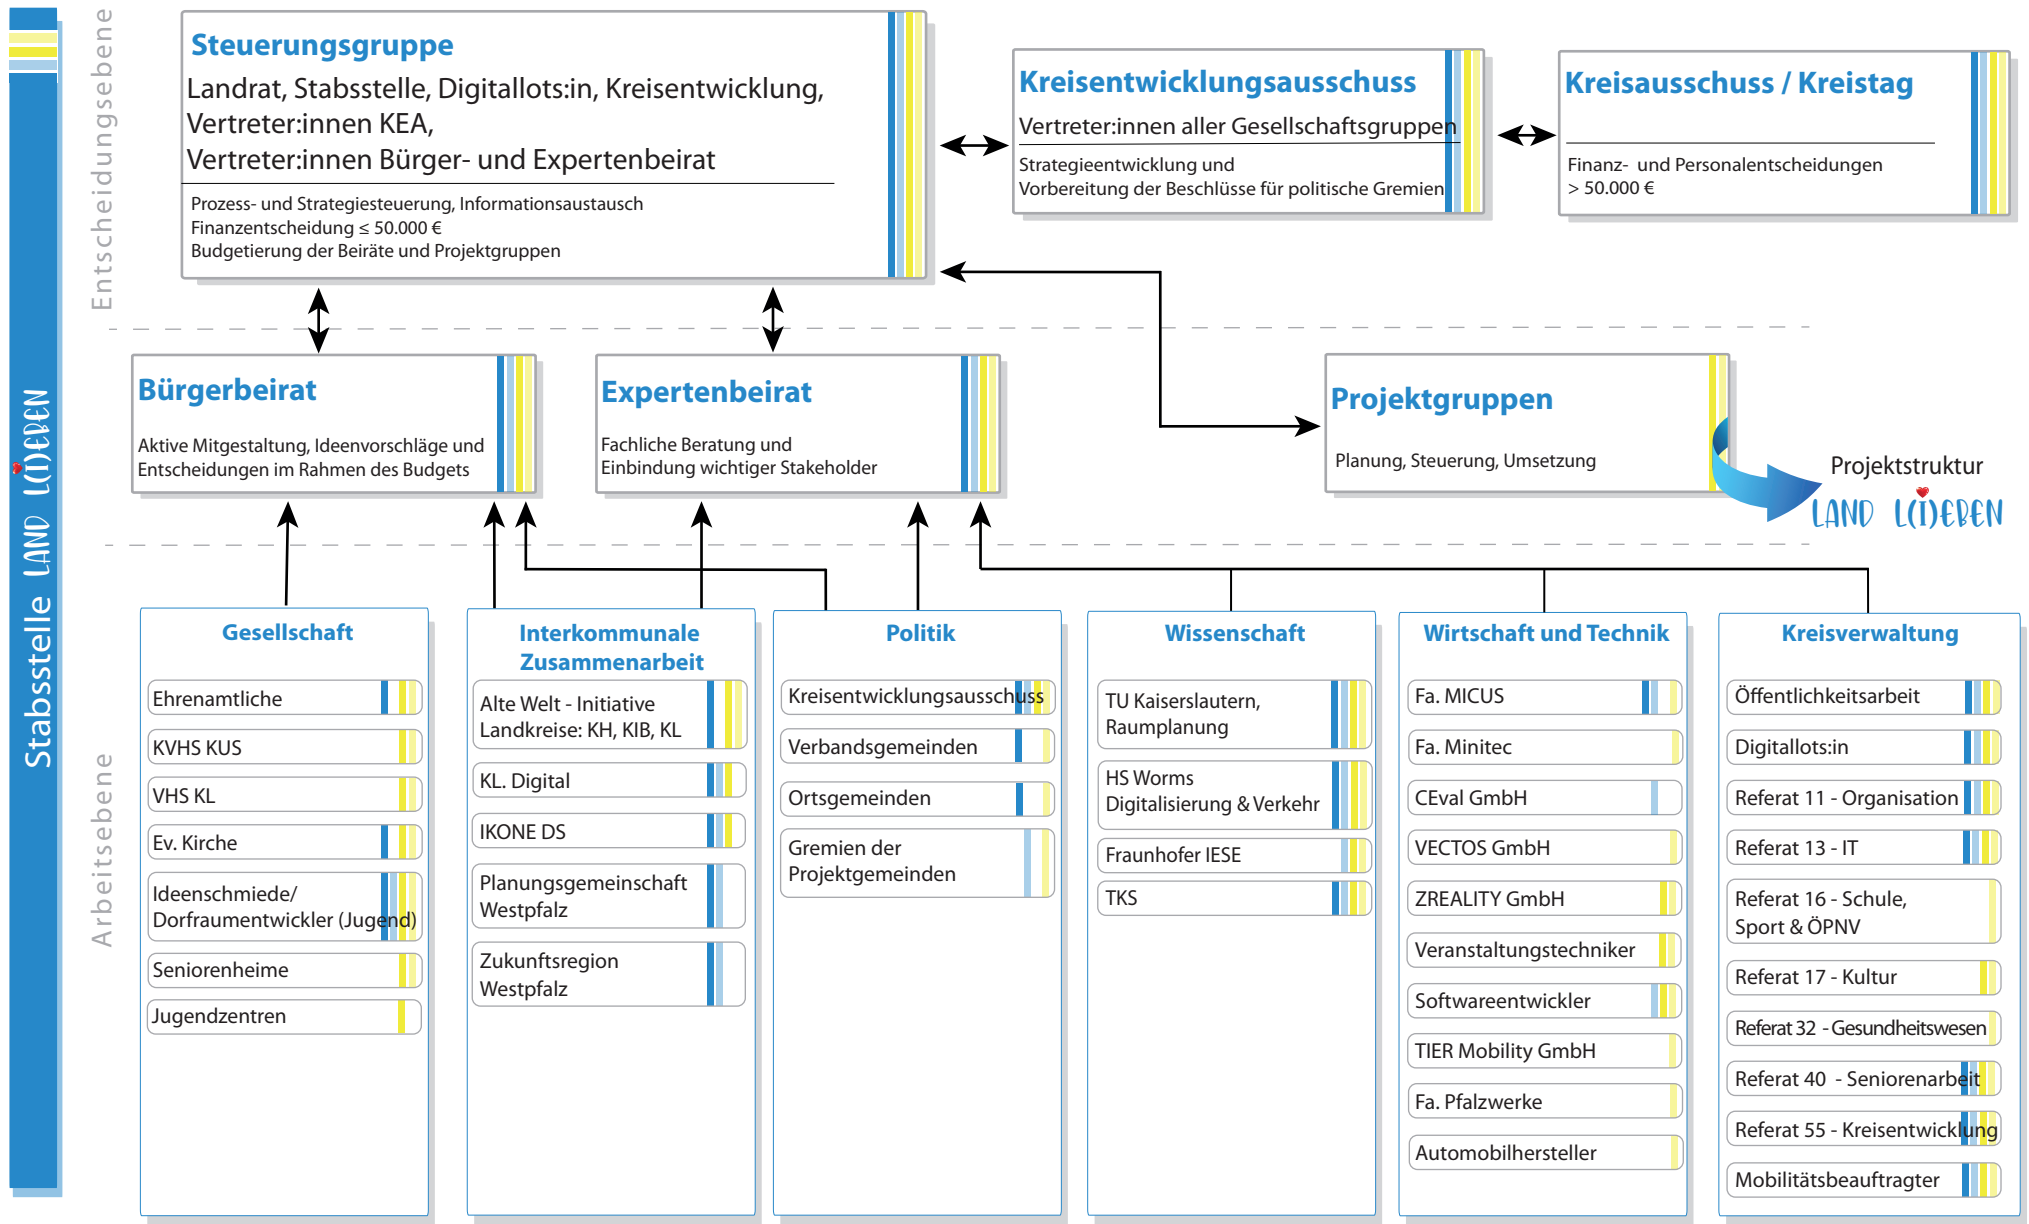 Stabsstelle LAND L(I)EBEN
Entscheidungsebene
Steuerungsgruppe
Landrat, Stabsstelle, Digitallots:in, Kreisentwicklung,
Vertreter:innen KEA,
Vertreter:innen Bürger- und Expertenbeirat
Prozess- und Strategiesteuerung, Informationsaustausch
Finanzentscheidung ≤ 50.000 €
Budgetierung der Beiräte und Projektgruppen
Kreisentwicklungsausschuss
Vertreter:innen aller Gesellschaftsgruppen
Strategieentwicklung und
Vorbereitung der Beschlüsse für politische Gremien
Kreisausschuss / Kreistag
Finanz- und Personalentscheidungen
> 50.000 €
Bürgerbeirat
Aktive Mitgestaltung, Ideenvorschläge und
Entscheidungen im Rahmen des Budgets
Expertenbeirat
Fachliche Beratung und
Einbindung wichtiger Stakeholder
Projektgruppen
Planung, Steuerung, Umsetzung
Projektstruktur
LAND L(I)EBEN
Arbeitsebene
Gesellschaft
Ehrenamtliche
KVHS KUS
VHS KL
Ev. Kirche
Ideenschmiede/
Dorfraumentwickler (Jugend)
Seniorenheime
Jugendzentren
Interkommunale
Zusammenarbeit
Alte Welt - Initiative
Landkreise: KH, KIB, KL
KL. Digital
IKONE DS
Planungsgemeinschaft
Westpfalz
Zukunftsregion
Westpfalz
Politik
Kreisentwicklungsausschuss
Verbandsgemeinden
Ortsgemeinden
Gremien der
Projektgemeinden
Wissenschaft
TU Kaiserslautern,
Raumplanung
HS Worms
Digitalisierung & Verkehr
Fraunhofer IESE
TKS
Wirtschaft und Technik
Fa. MICUS
Fa. Minitec
CEval GmbH
VECTOS GmbH
ZREALITY GmbH
Veranstaltungstechniker
Softwareentwickler
TIER Mobility GmbH
Fa. Pfalzwerke
Automobilhersteller
Kreisverwaltung
Öffentlichkeitsarbeit
Digitallots:in
Referat 11 - Organisation
Referat 13 - IT
Referat 16 - Schule,
Sport & ÖPNV
Referat 17 - Kultur
Referat 32 - Gesundheitswesen
Referat 40 - Seniorenarbeit
Referat 55 - Kreisentwicklung
Mobilitätsbeauftragter